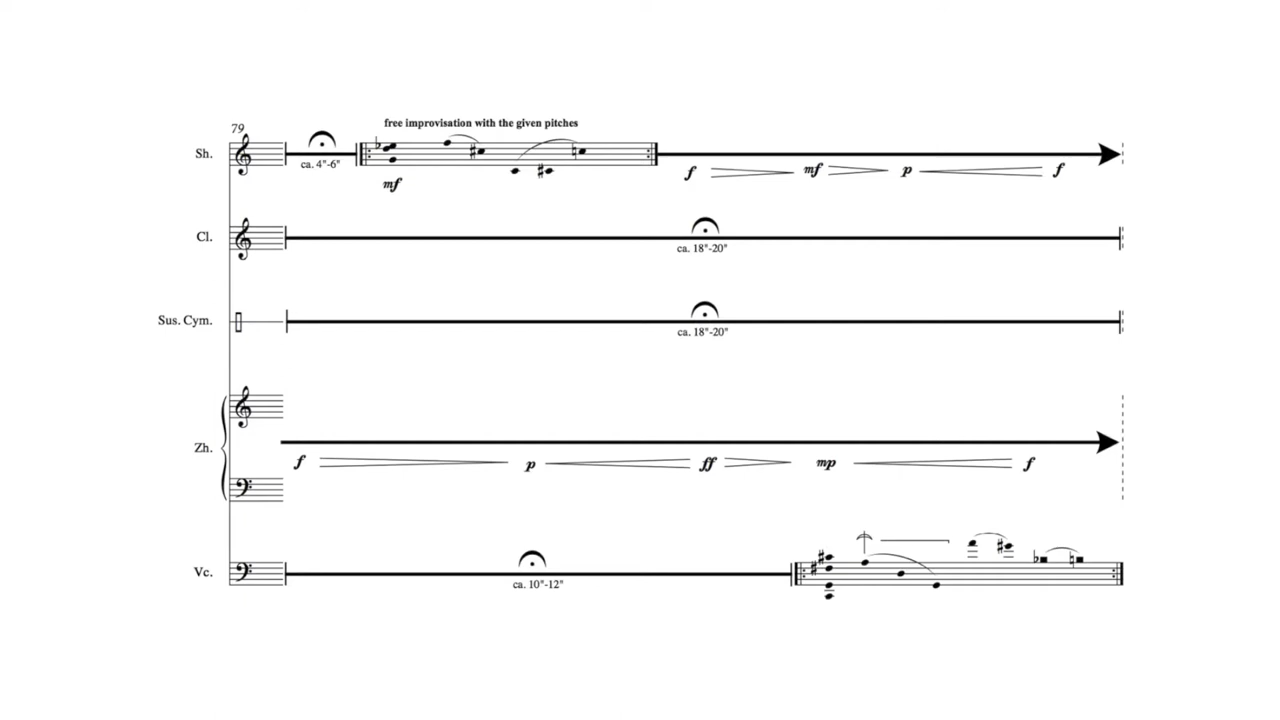 79
free improvisation with the given pitches
Sh.
ca. 4"-6"
mf
f mf p f
Cl.
ca. 18"-20"
Sus. Cym.
ca. 18"-20"
Zh.
f p ff mp f
Vc.
ca. 10"-12"